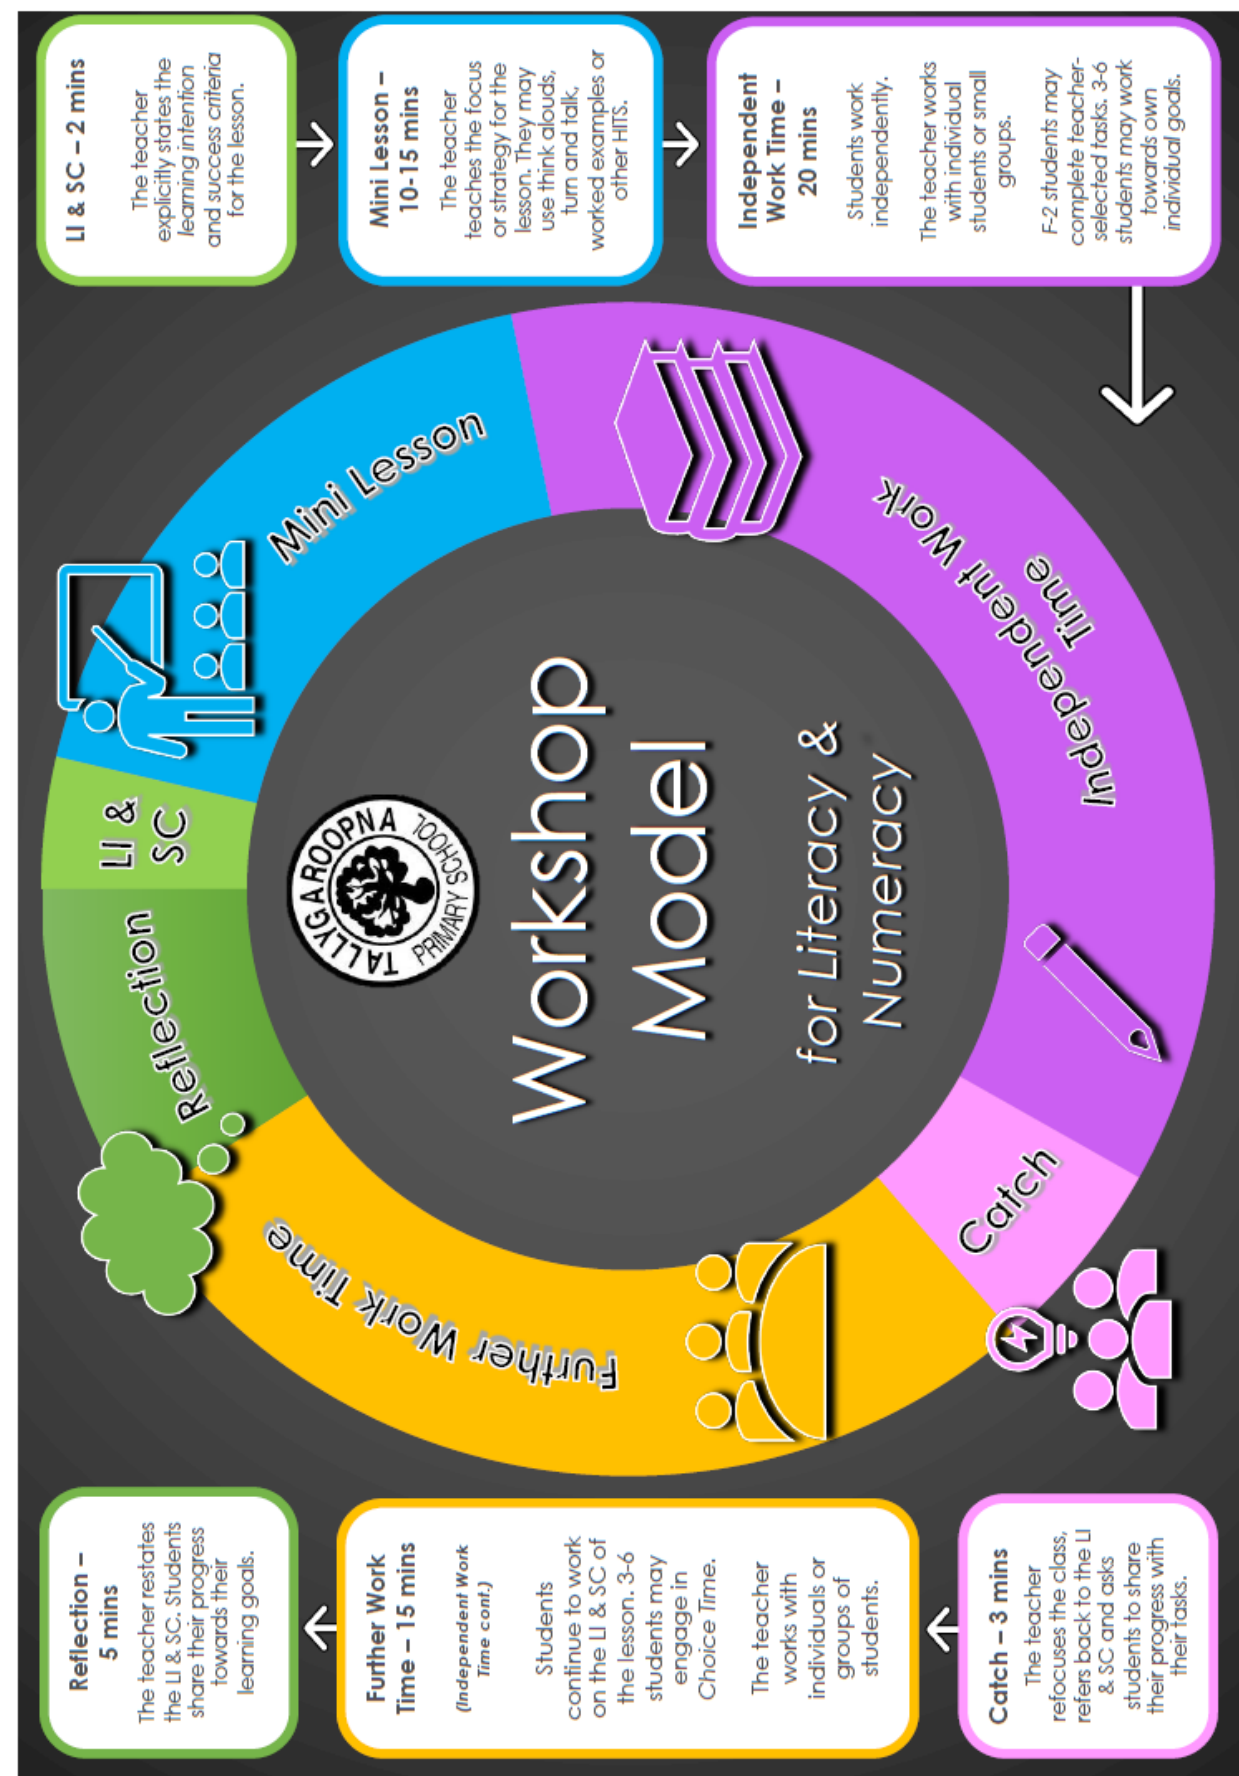 LI & SC – 2 mins
The teacher
explicitly states the
learning intention
and success criteria
for the lesson.
Mini Lesson –
10-15 mins
The teacher
teaches the focus
or strategy for the
lesson. They may
use think alouds,
turn and talk,
worked examples or
other HITS.
Independent
Work Time –
20 mins
Students work
independently.
The teacher works
with individual
students or small
groups.
F-2 students may
complete teacher-
selected tasks. 3-6
students may work
towards own
individual goals.
LI &
SC
Mini Lesson
Independent Work
Time
Catch
Further Work Time
Reflection
TALLYGAROOPNA
PRIMARY SCHOOL
Workshop
Model
for Literacy &
Numeracy
Reflection –
5 mins
The teacher restates
the LI & SC. Students
share their progress
towards their
learning goals.
Further Work
Time – 15 mins
(Independent Work
Time cont.)
Students
continue to work
on the LI & SC of
the lesson. 3-6
students may
engage in
Choice Time.
The teacher
works with
individuals or
groups of
students.
Catch – 3 mins
The teacher
refocuses the class,
refers back to the LI
& SC and asks
students to share
their progress with
their tasks.